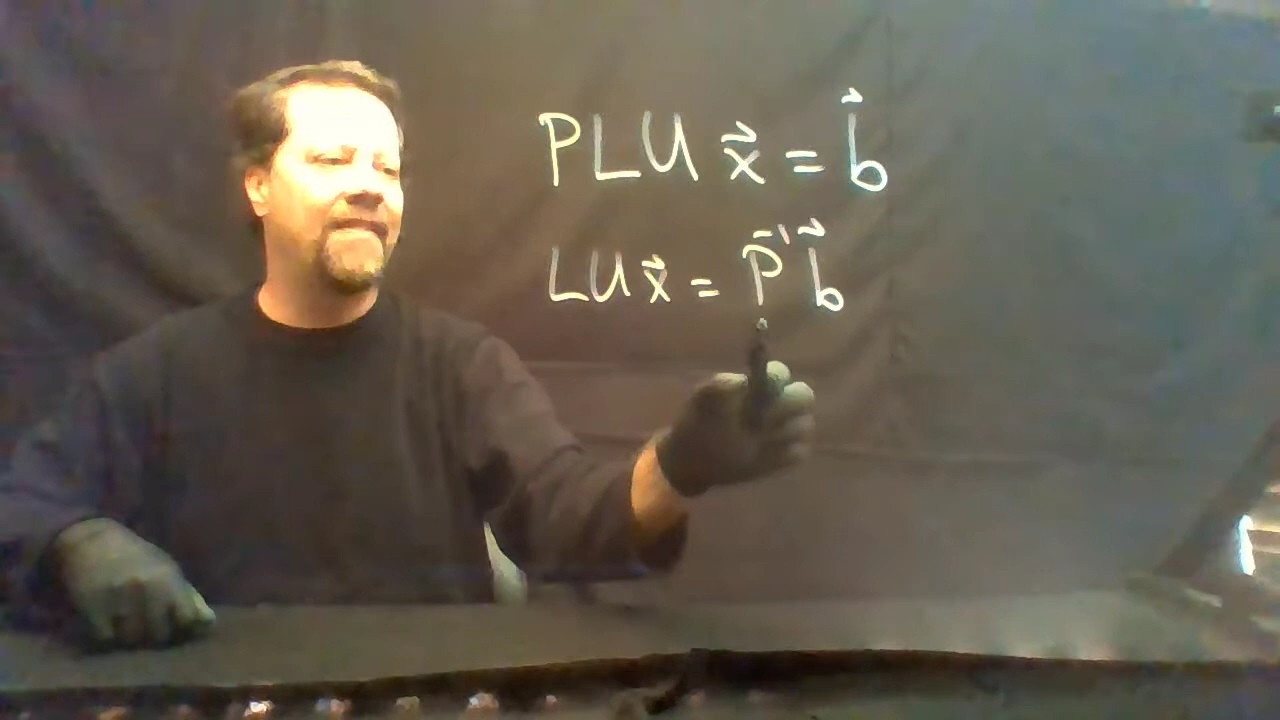 PLU x⃗ = b⃗
LU x⃗ = P⁻¹ b⃗